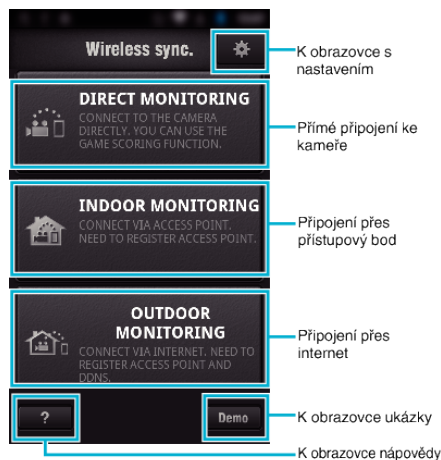 Wireless sync.
K obrazovce s
nastavením
DIRECT MONITORING
CONNECT TO THE CAMERA
DIRECTLY. YOU CAN USE THE
GAME SCORING FUNCTION.
Přímé připojení ke
kameře
INDOOR MONITORING
CONNECT VIA ACCESS POINT.
NEED TO REGISTER ACCESS POINT.
Připojení přes
přístupový bod
OUTDOOR
MONITORING
CONNECT VIA INTERNET. NEED TO
REGISTER ACCESS POINT AND
DDNS.
Připojení přes
internet
?
Demo
K obrazovce ukázky
K obrazovce nápovědy